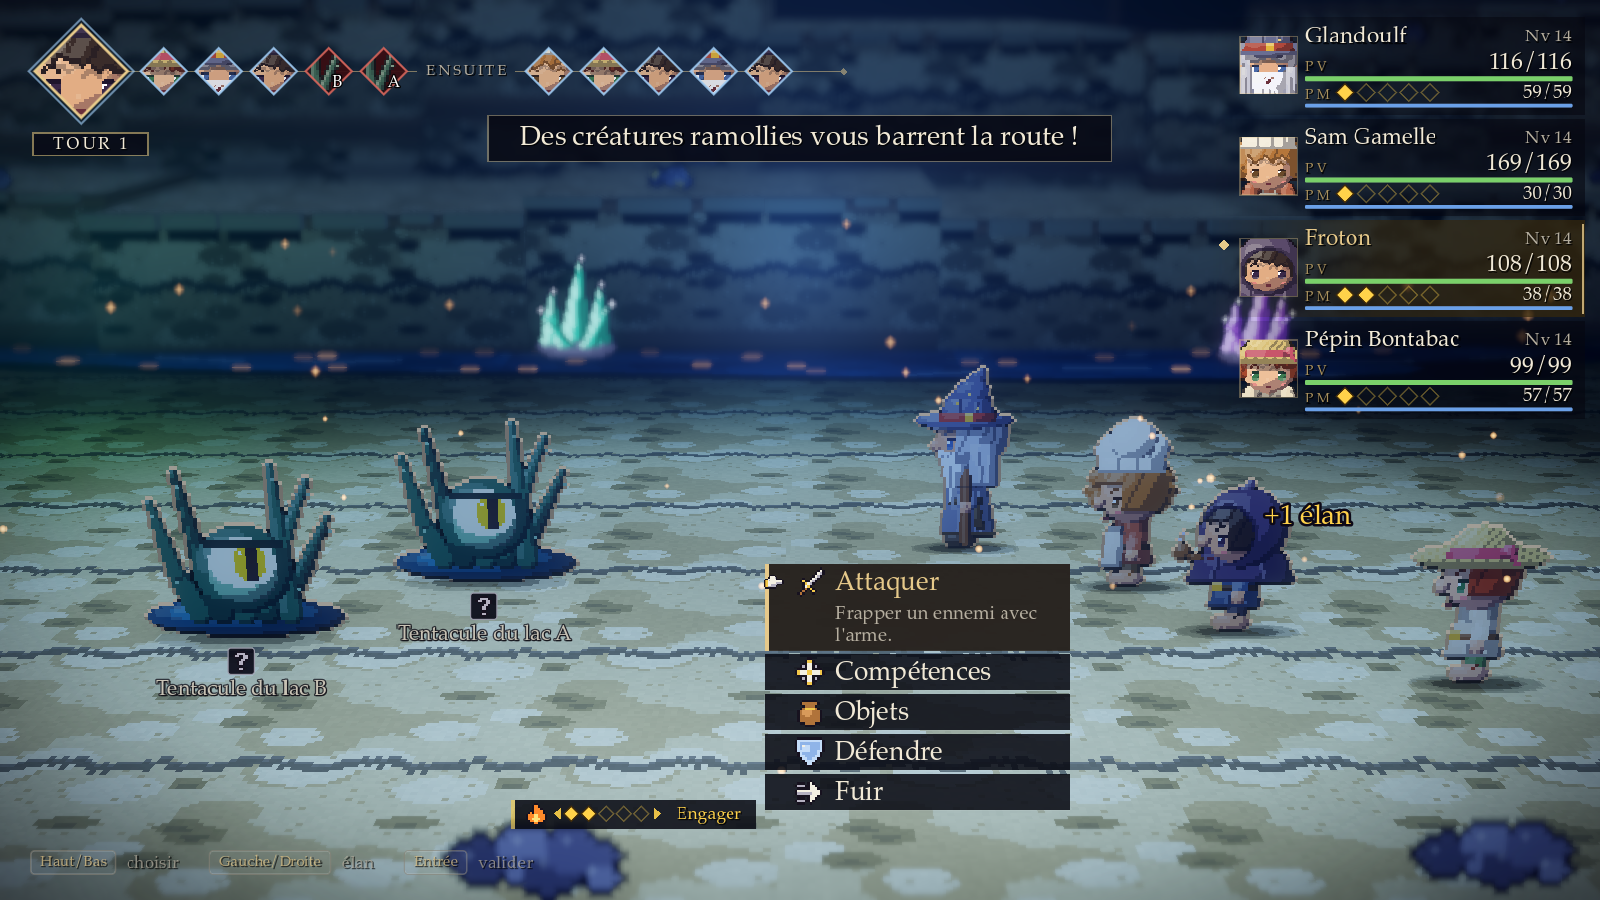 B
A
ENSUITE
TOUR 1
Des créatures ramollies vous barrent la route !
Glandoulf Nv 14
PV 116/116
PM 59/59
Sam Gamelle Nv 14
PV 169/169
PM 30/30
Froton Nv 14
PV 108/108
PM 38/38
Pépin Bontabac Nv 14
PV 99/99
PM 57/57
+1 élan
?
Tentacule du lac A
?
Tentacule du lac B
Attaquer
Frapper un ennemi avec
l'arme.
Compétences
Objets
Défendre
Fuir
Engager
Haut/Bas choisir Gauche/Droite élan Entrée valider